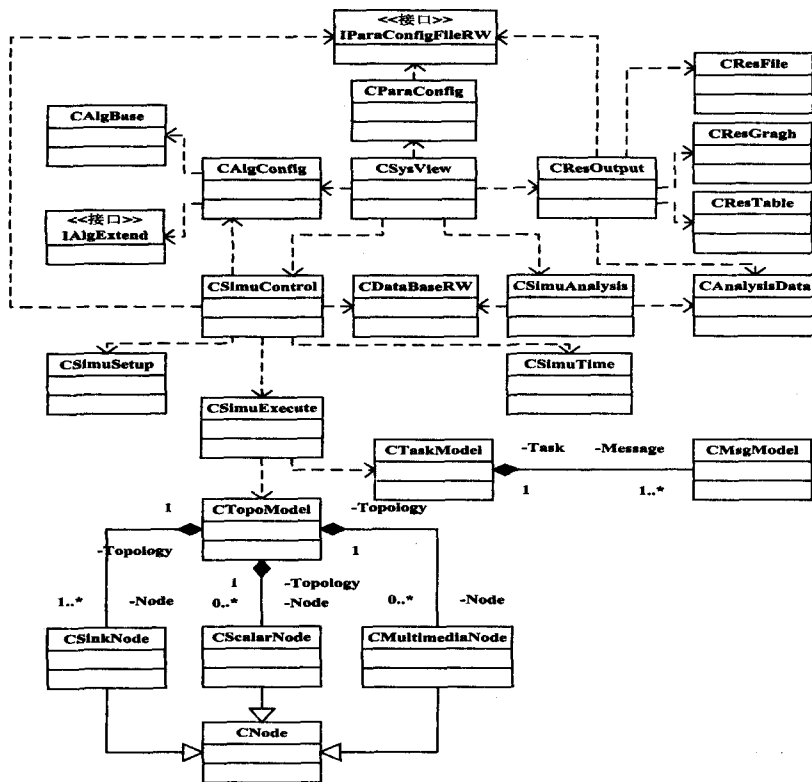 <<接口>>
IParaConfigFileRW
CResFile
CParaConfig
CAlgBase
CResGragh
CAlgConfig
CSysView
CResOutput
CResTable
<<接口>>
IAlgExtend
CSimuControl
CDataBaseRW
CSimuAnalysis
CAnalysisData
CSimuSetup
CSimuTime
CSimuExecute
CTaskModel
-Task
-Message
CMsgModel
1
1..*
1
CTopoModel
-Topology
-Topology
1
1
-Topology
1..*
-Node
0..*
-Node
0..*
-Node
CSinkNode
CScalarNode
CMultimediaNode
CNode